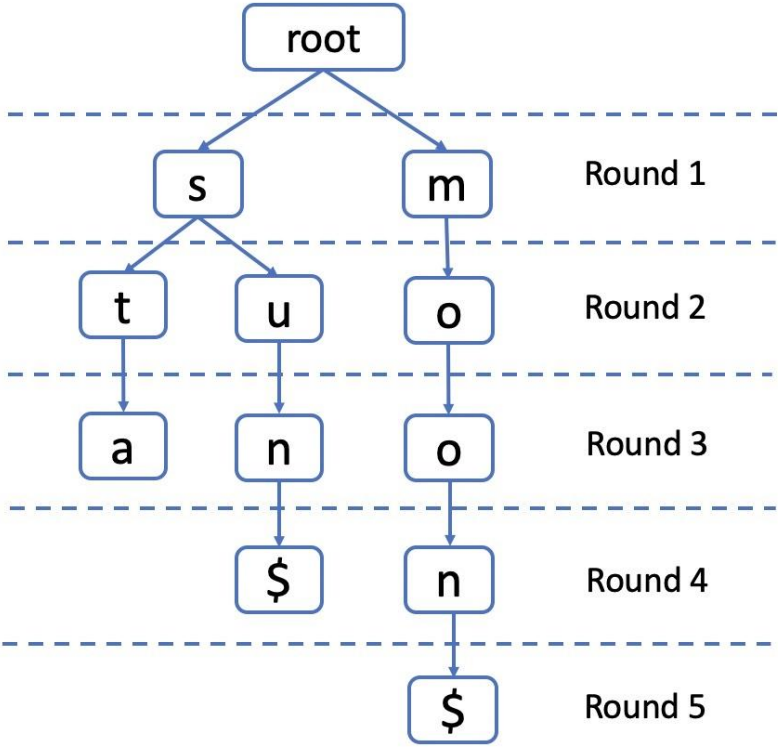 root
s m Round 1
t u o Round 2
a n o Round 3
$ n Round 4
$ Round 5